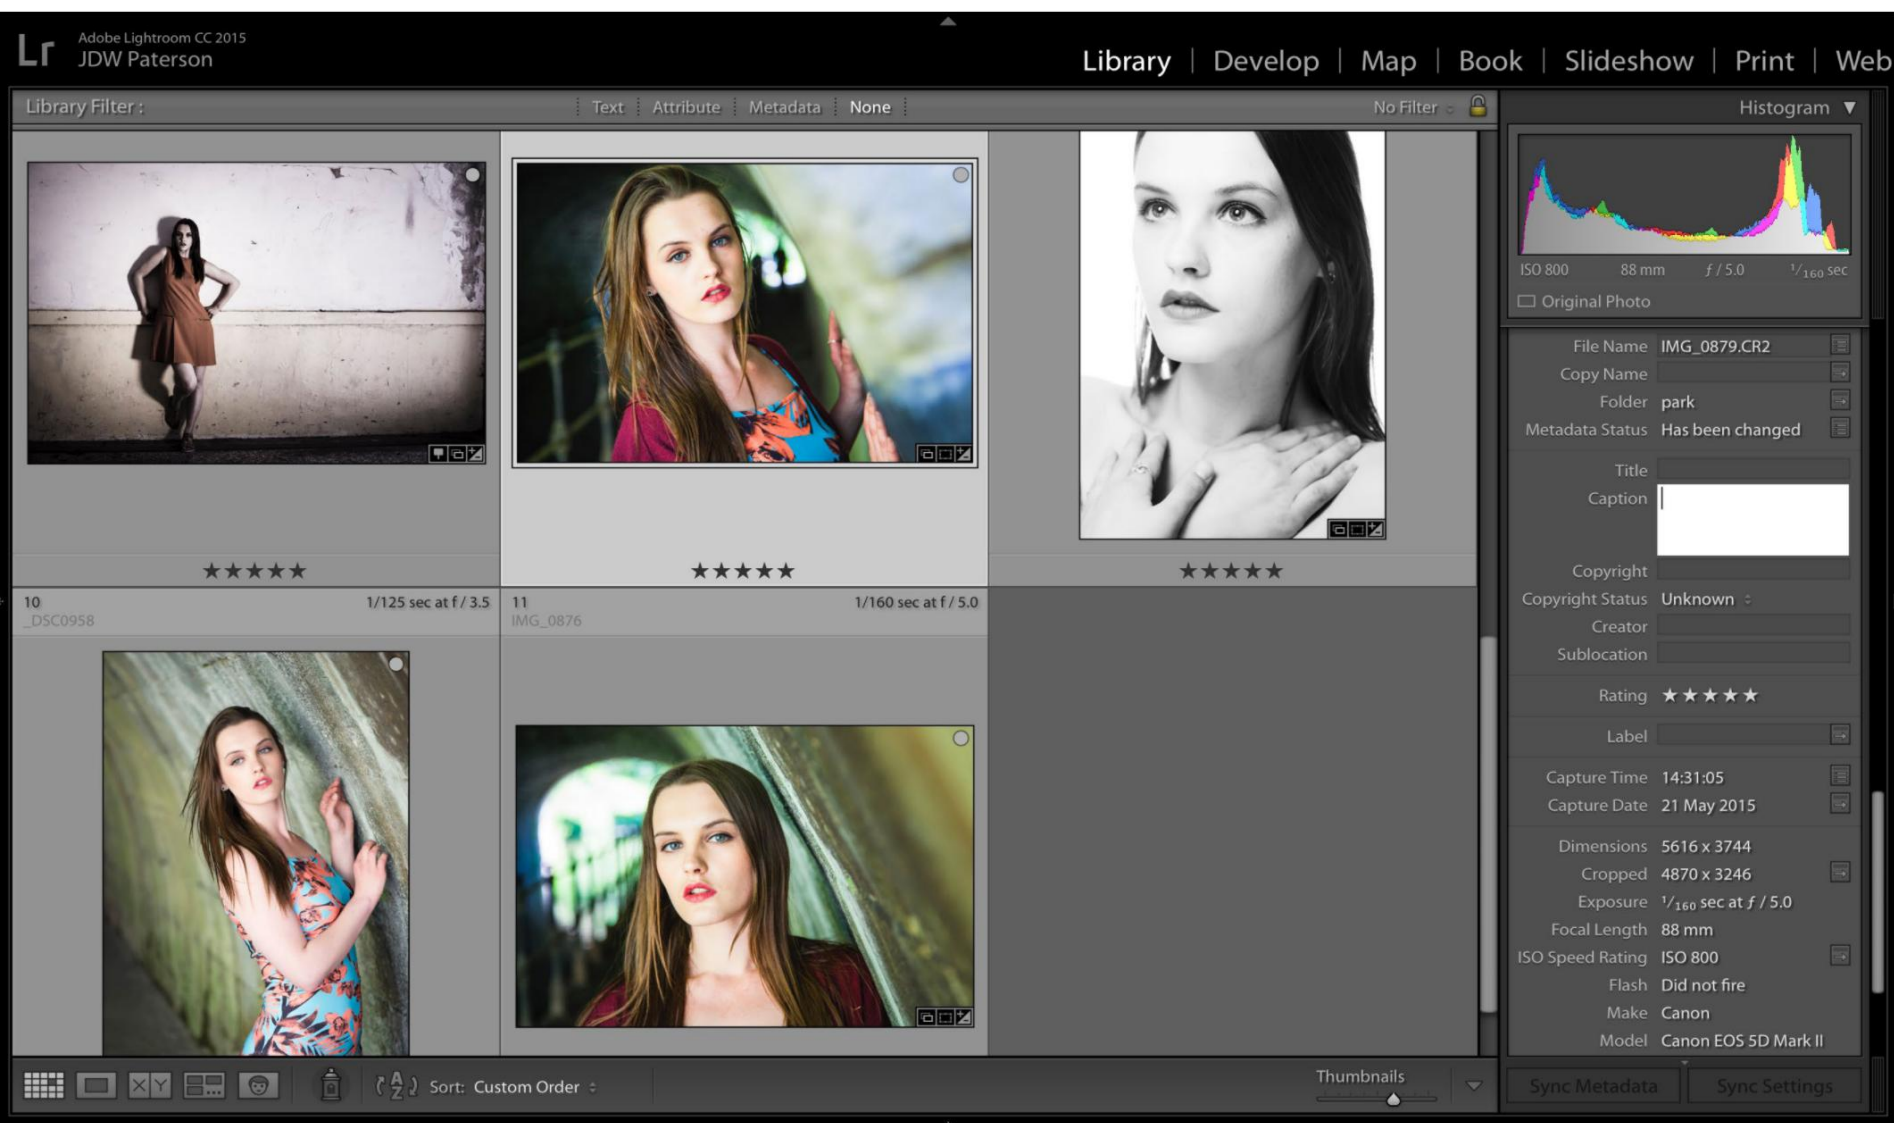 Lr
Adobe Lightroom CC 2015
JDW Paterson
Library | Develop | Map | Book | Slideshow | Print | Web
Library Filter :
Text Attribute Metadata None
No Filter
Histogram
ISO 800 88 mm ƒ / 5.0 1/160 sec
Original Photo
★★★★★ ★★★★★ ★★★★★
10 1/125 sec at f / 3.5
_DSC0958
11 1/160 sec at f / 5.0
IMG_0876
File Name IMG_0879.CR2
Copy Name
Folder park
Metadata Status Has been changed
Title
Caption
Copyright
Copyright Status Unknown
Creator
Sublocation
Rating ★★★★★
Label
Capture Time 14:31:05
Capture Date 21 May 2015
Dimensions 5616 x 3744
Cropped 4870 x 3246
Exposure 1/160 sec at ƒ / 5.0
Focal Length 88 mm
ISO Speed Rating ISO 800
Flash Did not fire
Make Canon
Model Canon EOS 5D Mark II
X Y
A Z Sort: Custom Order
Thumbnails
Sync Metadata Sync Settings